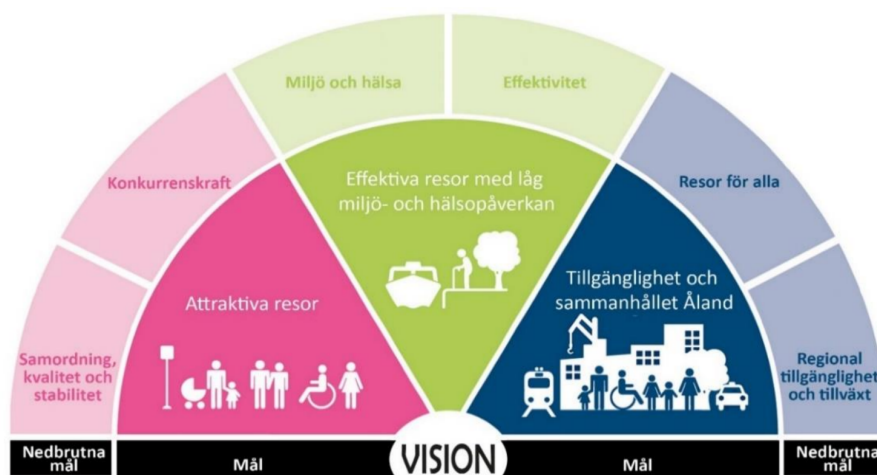 Miljö och hälsa
Effektivitet
Konkurrenskraft
Effektiva resor med låg
miljö- och hälsopåverkan
Resor för alla
Attraktiva resor
Tillgänglighet och
sammanhållet Åland
Samordning,
kvalitet och
stabilitet
Regional
tillgänglighet
och tillväxt
Nedbrutna
mål
Mål
VISION
Mål
Nedbrutna
mål